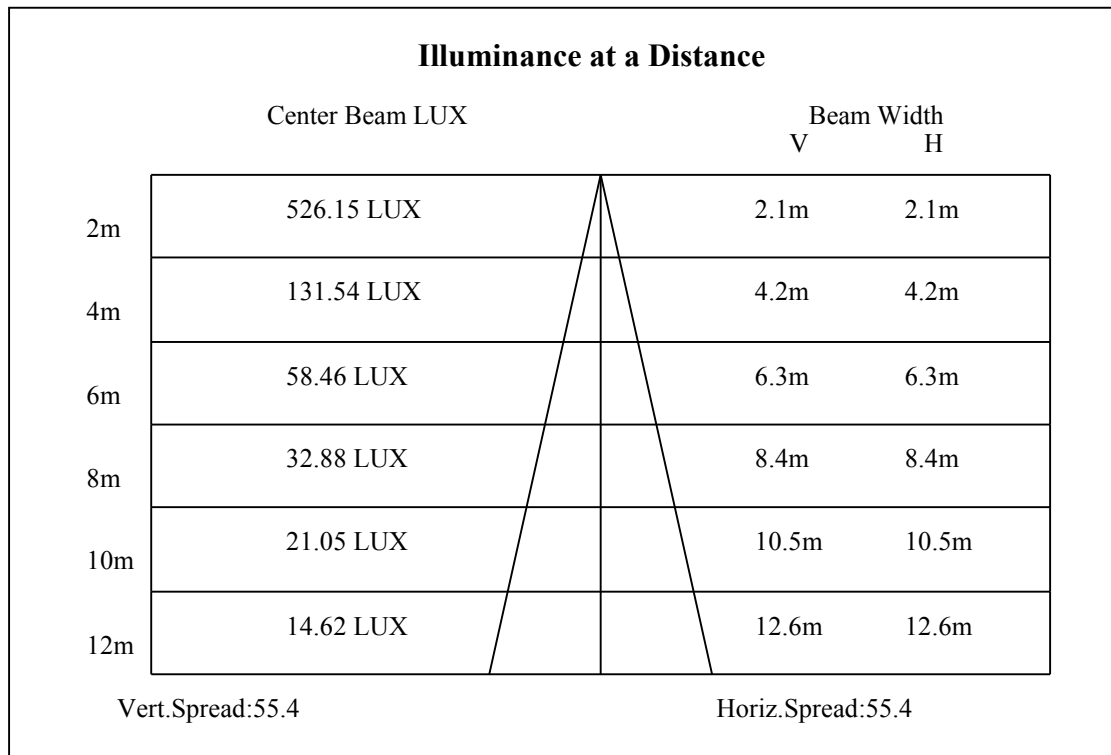 Illuminance at a Distance
Center Beam LUX Beam Width
V H
2m 526.15 LUX 2.1m 2.1m
4m 131.54 LUX 4.2m 4.2m
6m 58.46 LUX 6.3m 6.3m
8m 32.88 LUX 8.4m 8.4m
10m 21.05 LUX 10.5m 10.5m
12m 14.62 LUX 12.6m 12.6m
Vert.Spread:55.4 Horiz.Spread:55.4